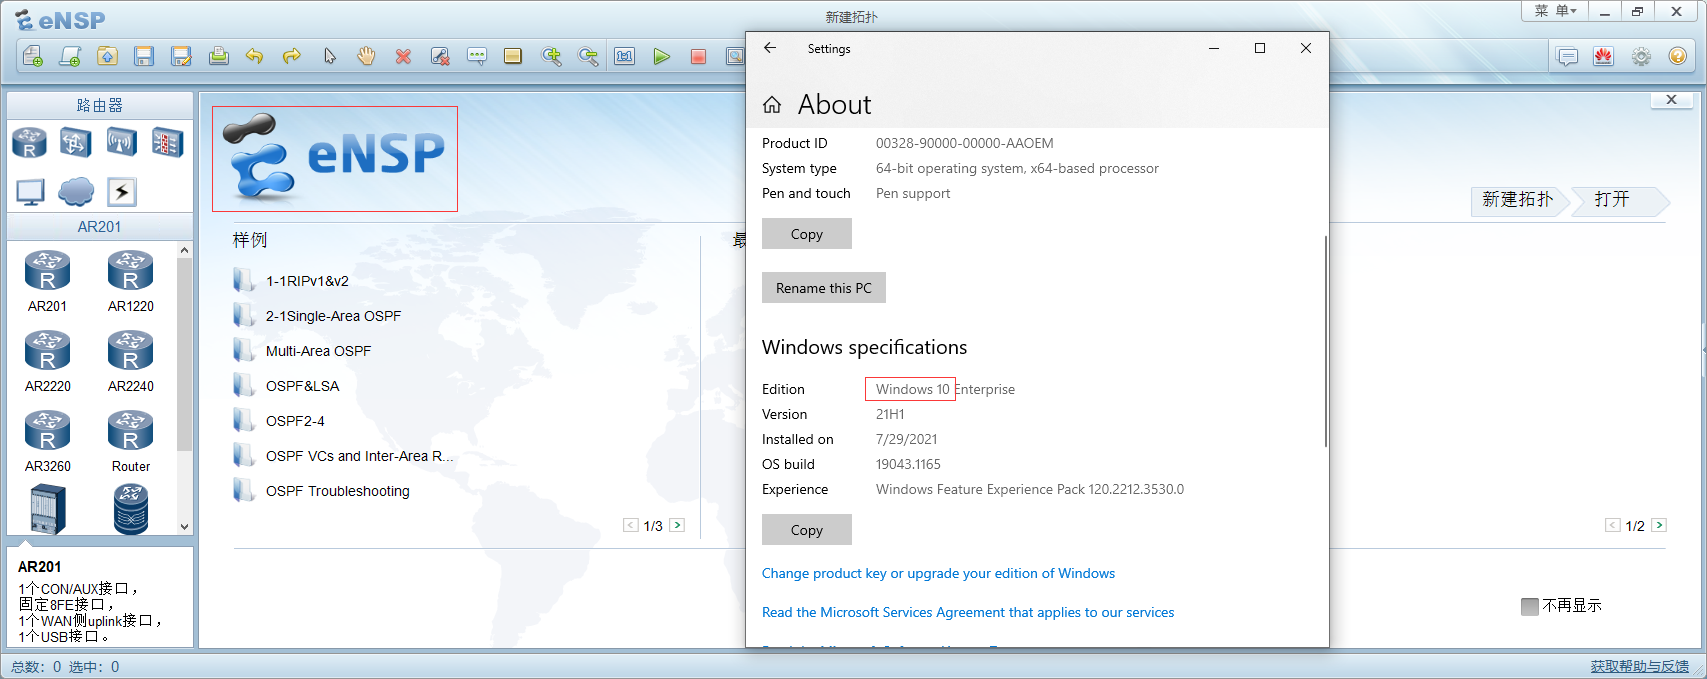 eNSP
新建拓扑
菜 单
Settings
About
路由器
AR201
AR201
AR1220
AR2220
AR2240
AR3260
Router
AR201
1个CON/AUX接口，
固定8FE接口，
1个WAN侧uplink接口，
1个USB接口。
eNSP
新建拓扑
打开
样例
最
1-1RIPv1&v2
2-1Single-Area OSPF
Multi-Area OSPF
OSPF&LSA
OSPF2-4
OSPF VCs and Inter-Area R...
OSPF Troubleshooting
< 1/3 >
Product ID 00328-90000-00000-AAOEM
System type 64-bit operating system, x64-based processor
Pen and touch Pen support
Copy
Rename this PC
Windows specifications
Edition Windows 10 Enterprise
Version 21H1
Installed on 7/29/2021
OS build 19043.1165
Experience Windows Feature Experience Pack 120.2212.3530.0
Copy
Change product key or upgrade your edition of Windows
Read the Microsoft Services Agreement that applies to our services
< 1/2 >
不再显示
总数：0 选中：0
获取帮助与反馈